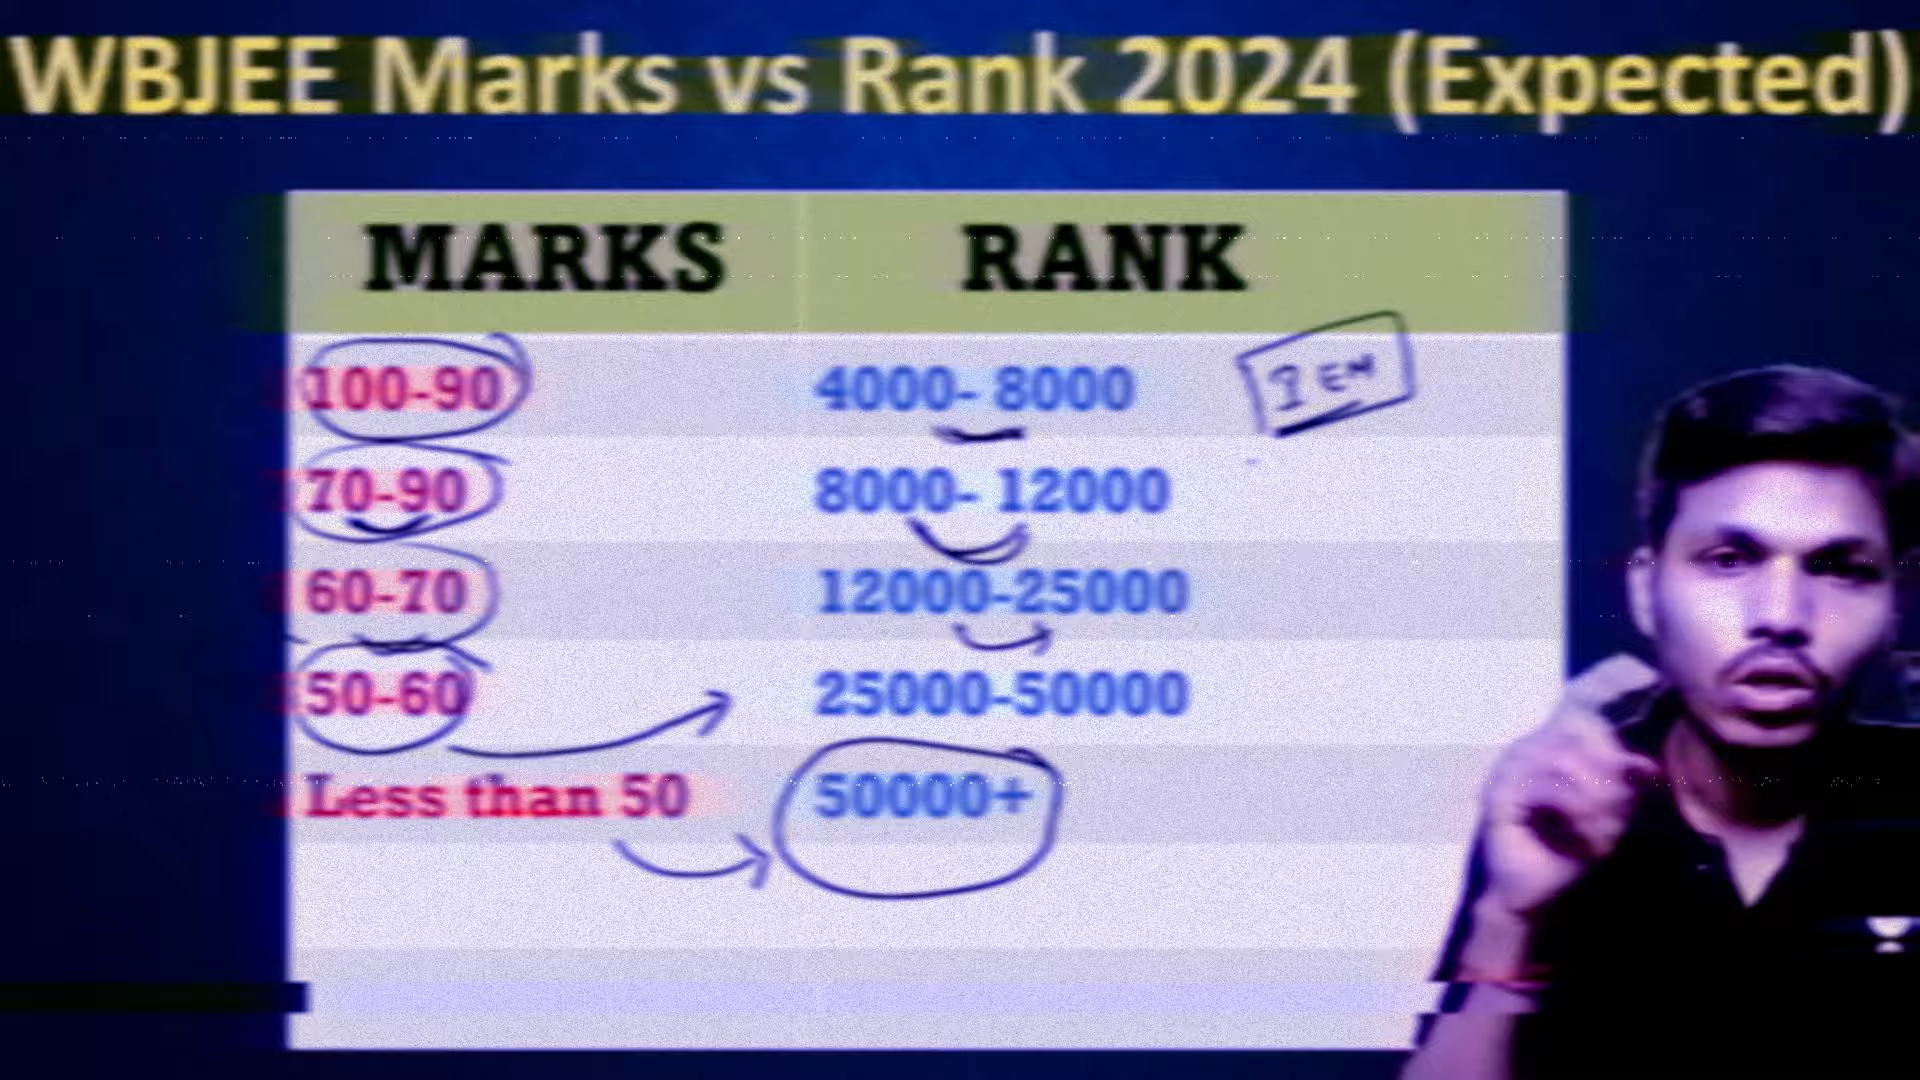 WBJEE Marks vs Rank 2024 (Expected)
MARKS RANK
100-90 4000- 8000
70-90 8000- 12000
60-70 12000-25000
50-60 25000-50000
Less than 50 50000+